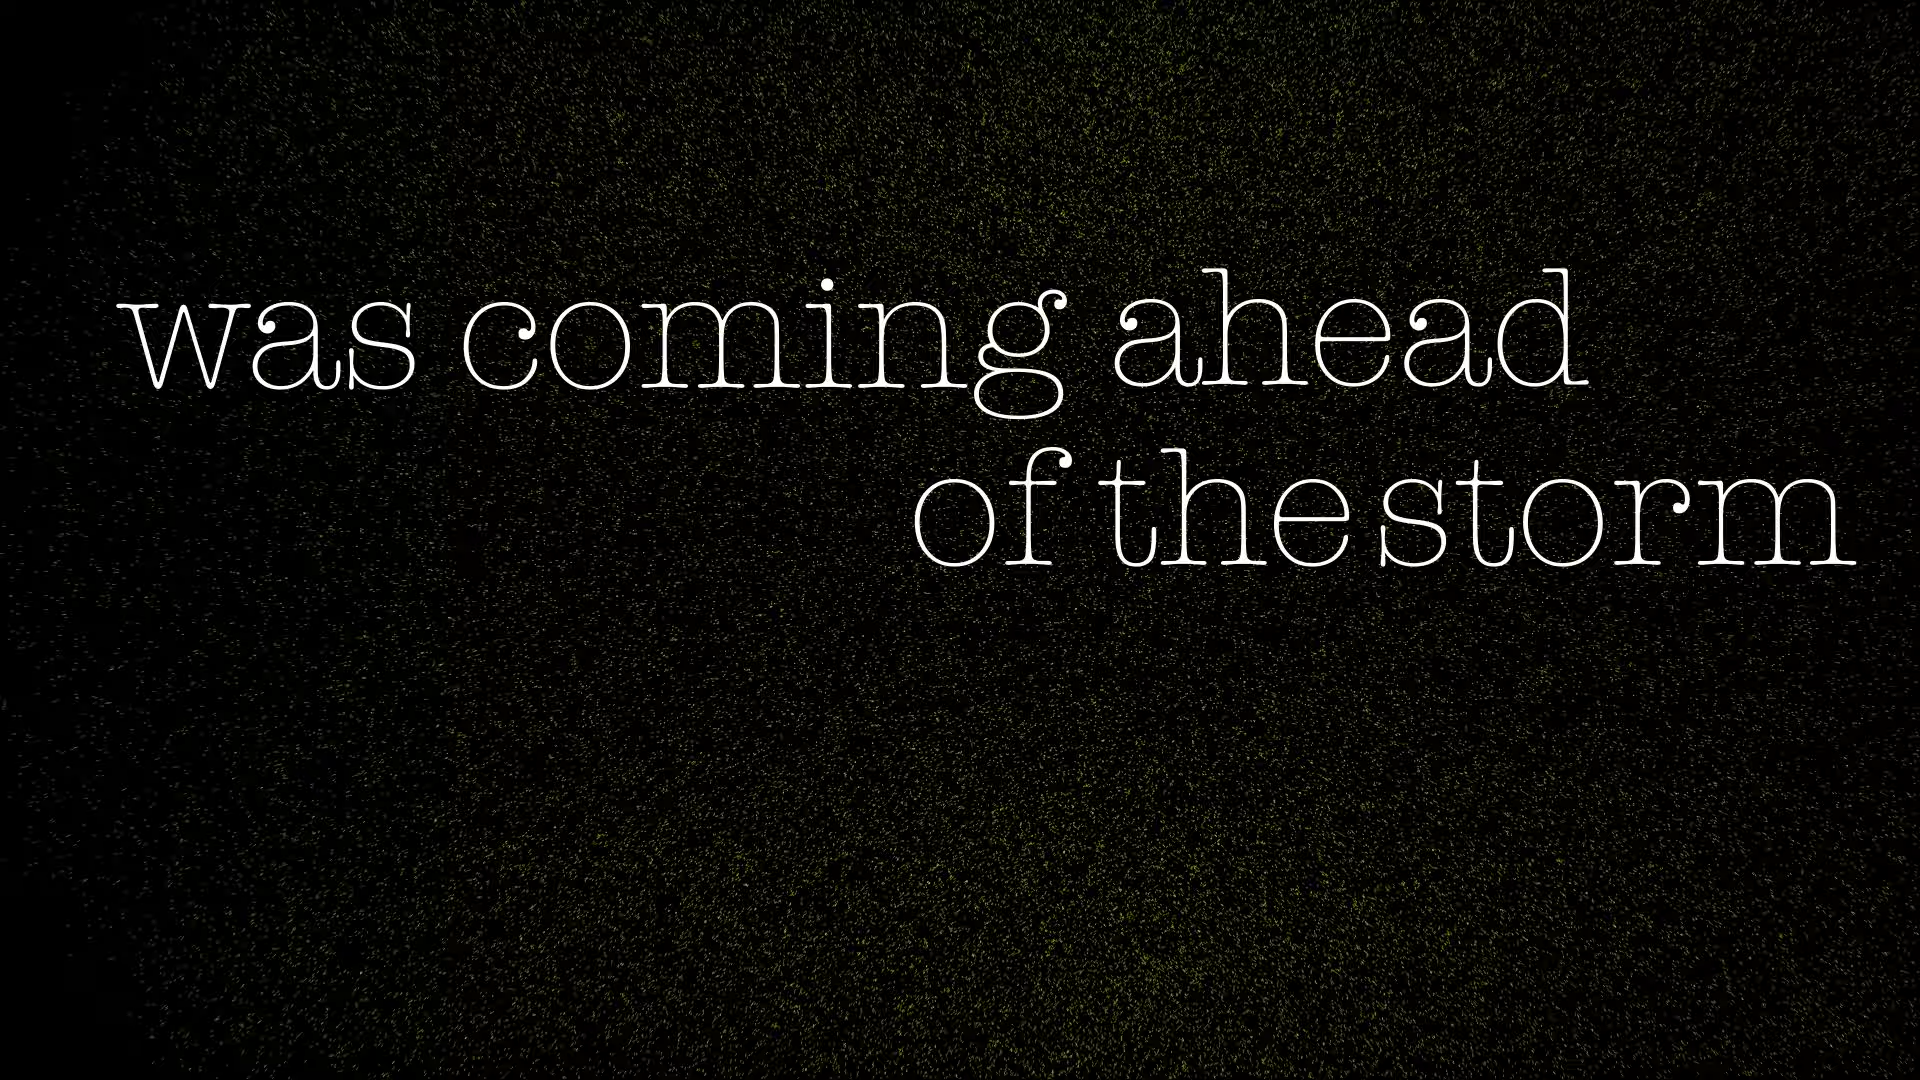 was coming ahead
of the storm